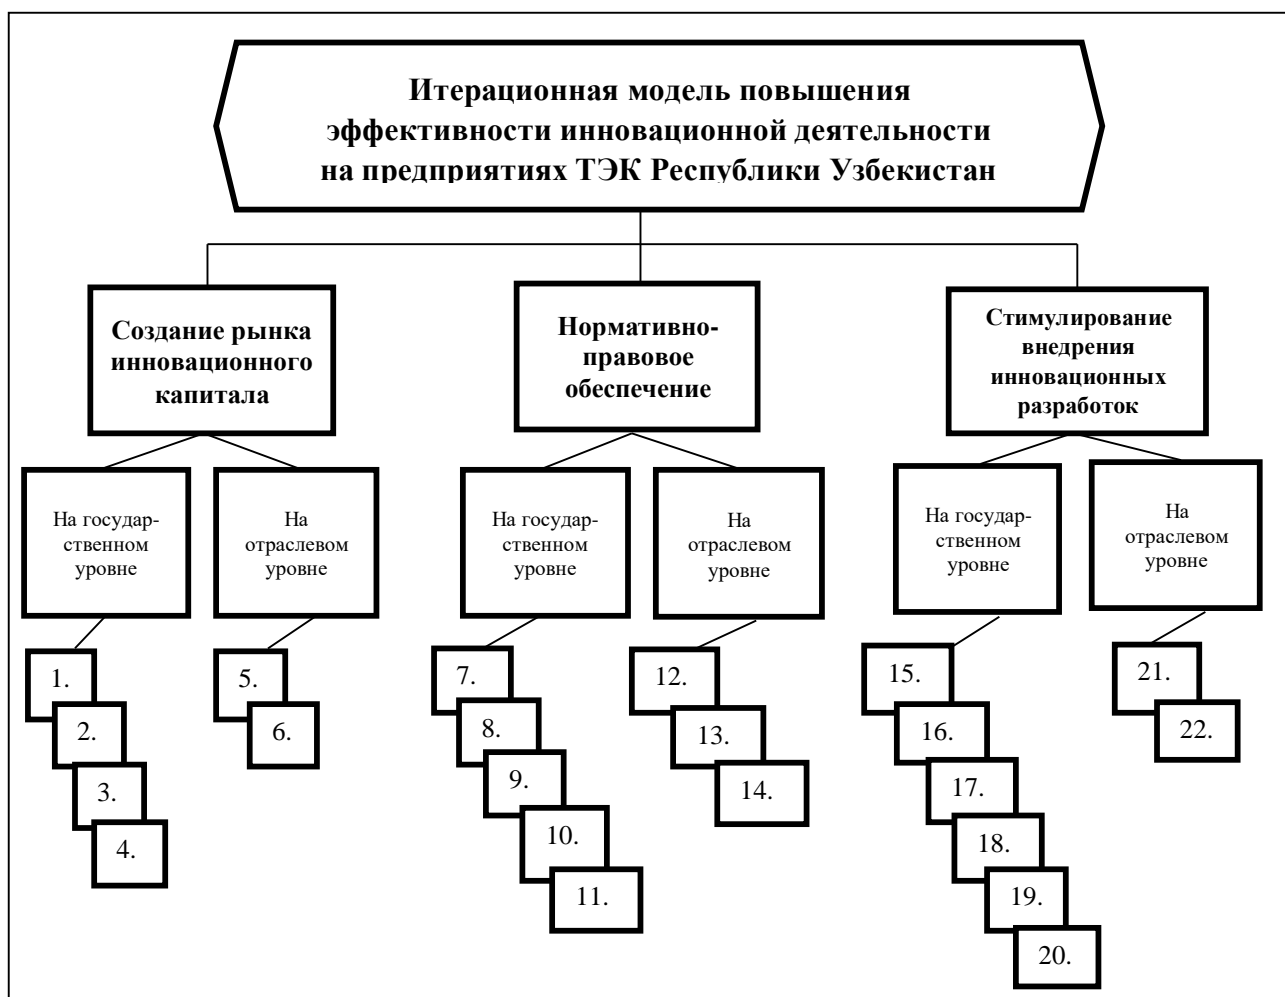 Итерационная модель повышения
эффективности инновационной деятельности
на предприятиях ТЭК Республики Узбекистан
Создание рынка
инновационного
капитала
Нормативно-
правовое
обеспечение
Стимулирование
внедрения
инновационных
разработок
На государ-
ственном
уровне
На
отраслевом
уровне
На государ-
ственном
уровне
На
отраслевом
уровне
На государ-
ственном
уровне
На
отраслевом
уровне
1.
2.
3.
4.
5.
6.
7.
8.
9.
10.
11.
12.
13.
14.
15.
16.
17.
18.
19.
20.
21.
22.